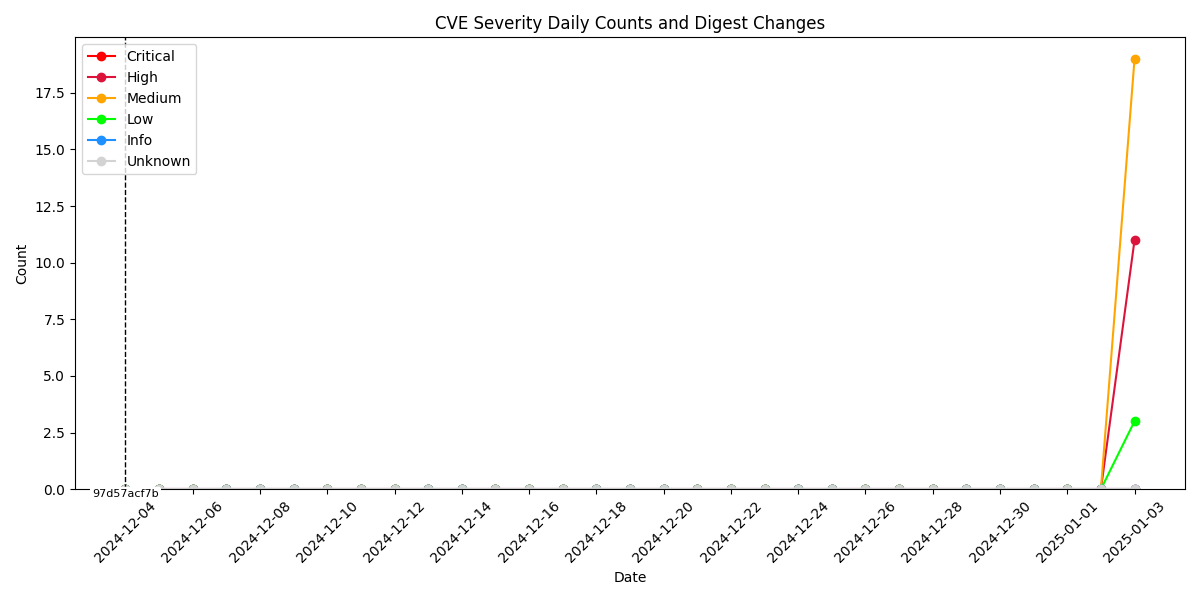 CVE Severity Daily Counts and Digest Changes
Critical
High
Medium
Low
Info
Unknown
Count
17.5
15.0
12.5
10.0
7.5
5.0
2.5
0.0
97d57acf7b
2024-12-04
2024-12-06
2024-12-08
2024-12-10
2024-12-12
2024-12-14
2024-12-16
2024-12-18
2024-12-20
2024-12-22
2024-12-24
2024-12-26
2024-12-28
2024-12-30
2025-01-01
2025-01-03
Date